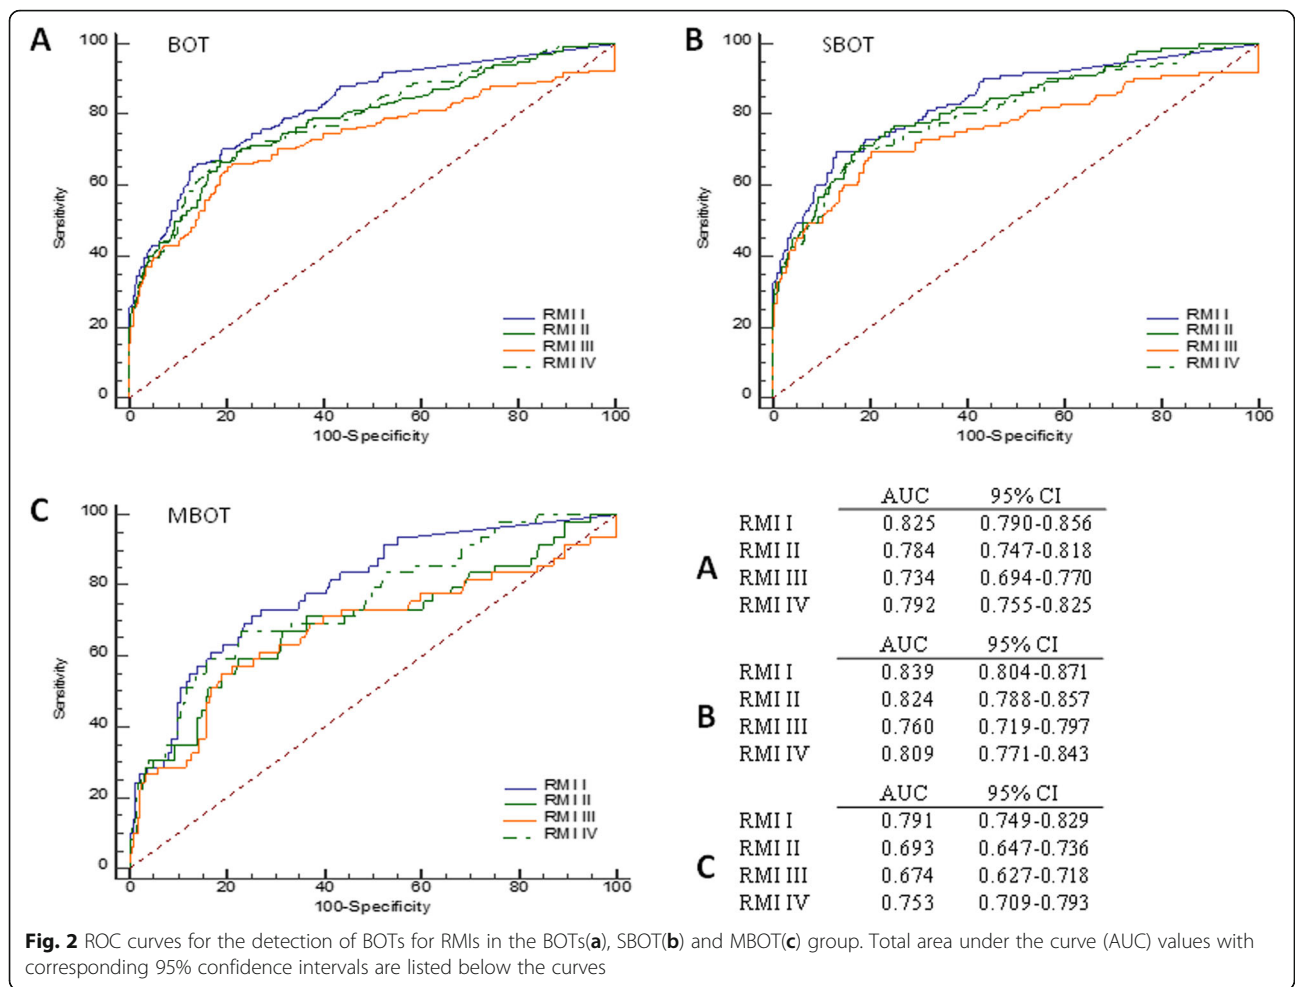 A
BOT
100
80
60
40
20
0
Sensitivity
RMI I
RMI II
RMI III
RMI IV
0 20 40 60 80 100
100-Specificity
B
SBOT
100
80
60
40
20
0
Sensitivity
RMI I
RMI II
RMI III
RMI IV
0 20 40 60 80 100
100-Specificity
C
MBOT
100
80
60
40
20
0
Sensitivity
RMI I
RMI II
RMI III
RMI IV
0 20 40 60 80 100
100-Specificity
A
AUC 95% CI
RMI I 0.825 0.790-0.856
RMI II 0.784 0.747-0.818
RMI III 0.734 0.694-0.770
RMI IV 0.792 0.755-0.825
B
AUC 95% CI
RMI I 0.839 0.804-0.871
RMI II 0.824 0.788-0.857
RMI III 0.760 0.719-0.797
RMI IV 0.809 0.771-0.843
C
AUC 95% CI
RMI I 0.791 0.749-0.829
RMI II 0.693 0.647-0.736
RMI III 0.674 0.627-0.718
RMI IV 0.753 0.709-0.793
Fig. 2 ROC curves for the detection of BOTs for RMIs in the BOTs(a), SBOT(b) and MBOT(c) group. Total area under the curve (AUC) values with
corresponding 95% confidence intervals are listed below the curves